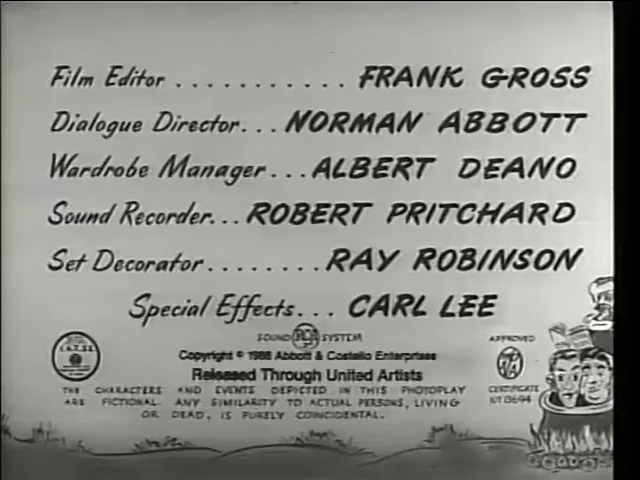 Film Editor ........... FRANK GROSS
Dialogue Director... NORMAN ABBOTT
Wardrobe Manager... ALBERT DEANO
Sound Recorder... ROBERT PRITCHARD
Set Decorator........ RAY ROBINSON
Special Effects... CARL LEE
SOUND RCA SYSTEM
I.A.T.S.E.
Copyright © 1988 Abbott & Costello Enterprises
APPROVED
Released Through United Artists
THE CHARACTERS AND EVENTS DEPICTED IN THIS PHOTOPLAY
CERTIFICATE
ARE FICTIONAL. ANY SIMILARITY TO ACTUAL PERSONS, LIVING
13694
OR DEAD, IS PURELY COINCIDENTAL.